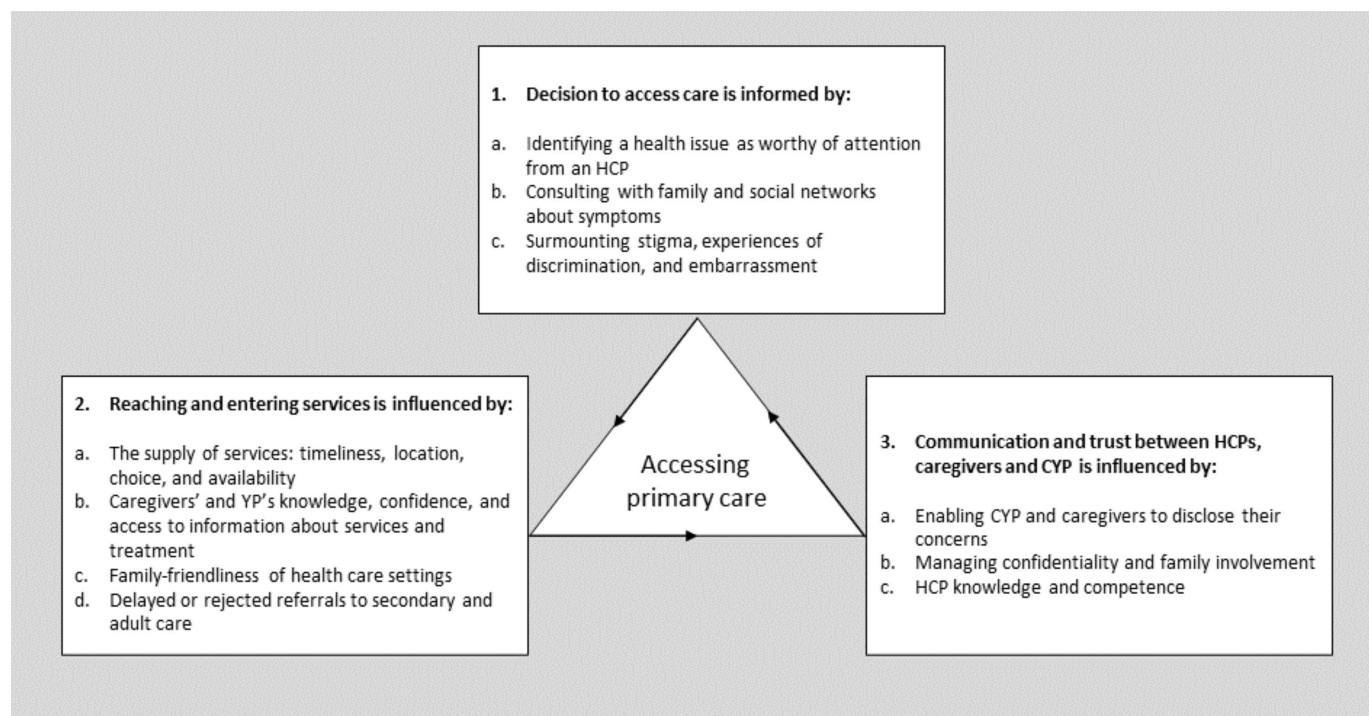 1. Decision to access care is informed by:
a. Identifying a health issue as worthy of attention
from an HCP
b. Consulting with family and social networks
about symptoms
c. Surmounting stigma, experiences of
discrimination, and embarrassment
2. Reaching and entering services is influenced by:
a. The supply of services: timeliness, location,
choice, and availability
b. Caregivers’ and YP’s knowledge, confidence, and
access to information about services and
treatment
c. Family-friendliness of health care settings
d. Delayed or rejected referrals to secondary and
adult care
Accessing
primary care
3. Communication and trust between HCPs,
caregivers and CYP is influenced by:
a. Enabling CYP and caregivers to disclose their
concerns
b. Managing confidentiality and family involvement
c. HCP knowledge and competence